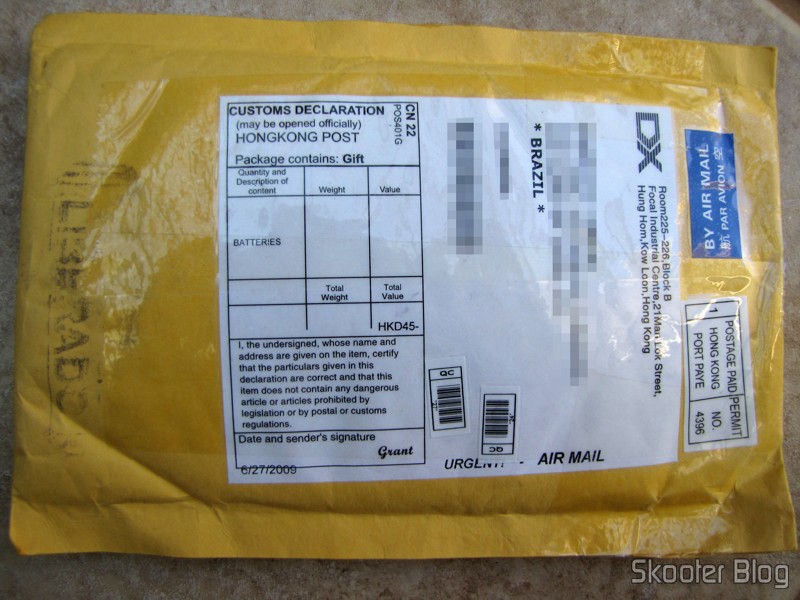 CUSTOMS DECLARATION
(may be opened officially)
HONGKONG POST
CN 22
POS401G
Package contains: Gift
Quantity and
Description of
content
Weight
Value
BATTERIES
Total
Weight
Total
Value
HKD45-
I, the undersigned, whose name and
address are given on the item, certify
that the particulars given in this
declaration are correct and that this
item does not contain any dangerous
article or articles prohibited by
legislation or by postal or customs
regulations.
Date and sender's signature
Grant
6/27/2009
DX
Room225-226,Block B
Focal Industrial Centre,21Man Lok Street,
Hung Hom,Kow Loon,Hong Kong
* BRAZIL *
QC
QC
URGENT! - AIR MAIL
BY AIR MAIL
航 PAR AVION 空
POSTAGE PAID
HONG KONG
PORT PAYE
1
PERMIT
NO.
4396
LIBERADO
Skooter Blog